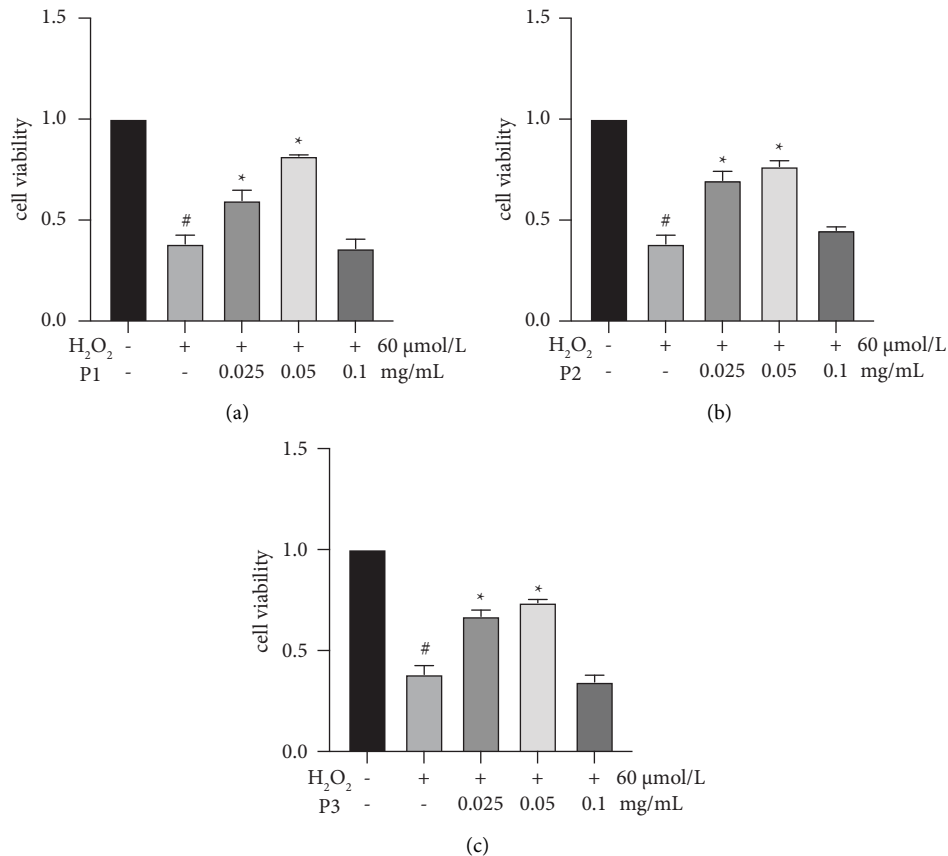 1.5
1.0
0.5
0.0
cell viability
#
*
*
H₂O₂ - + + + + 60 μmol/L
P1 - - 0.025 0.05 0.1 mg/mL
(a)
1.5
1.0
0.5
0.0
cell viability
#
*
*
H₂O₂ - + + + + 60 μmol/L
P2 - - 0.025 0.05 0.1 mg/mL
(b)
1.5
1.0
0.5
0.0
cell viability
#
*
*
H₂O₂ - + + + + 60 μmol/L
P3 - - 0.025 0.05 0.1 mg/mL
(c)